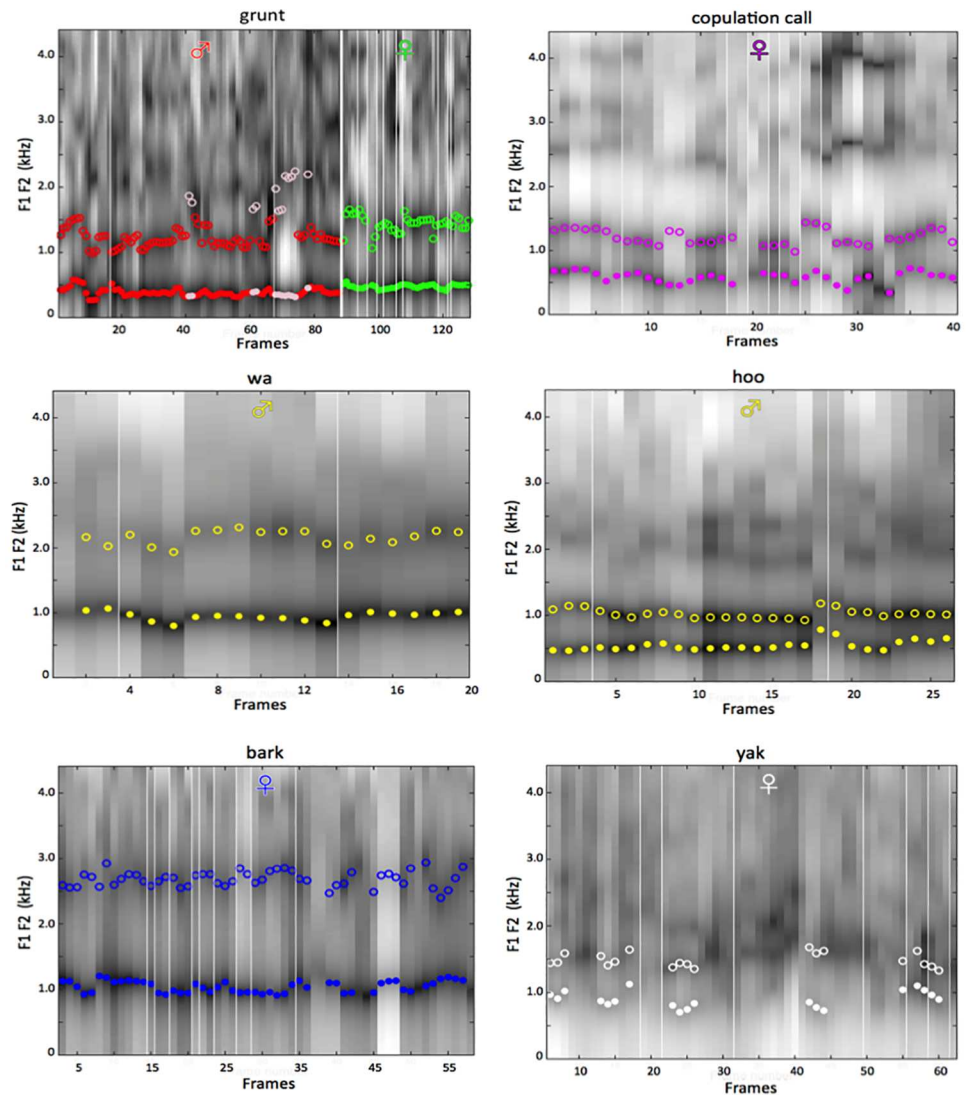 grunt
♂ ♀
4.0
3.0
2.0
1.0
0
F1 F2 (kHz)
20 40 60 80 100 120
Frames
copulation call
♀
4.0
3.0
2.0
1.0
0
F1 F2 (kHz)
10 20 30 40
Frames
wa
♂
4.0
3.0
2.0
1.0
0
F1 F2 (kHz)
4 8 12 16 20
Frames
hoo
♂
4.0
3.0
2.0
1.0
0
F1 F2 (kHz)
5 10 15 20 25
Frames
bark
♀
4.0
3.0
2.0
1.0
0
F1 F2 (kHz)
5 15 25 35 45 55
Frames
yak
♀
4.0
3.0
2.0
1.0
0
F1 F2 (kHz)
10 20 30 40 50 60
Frames